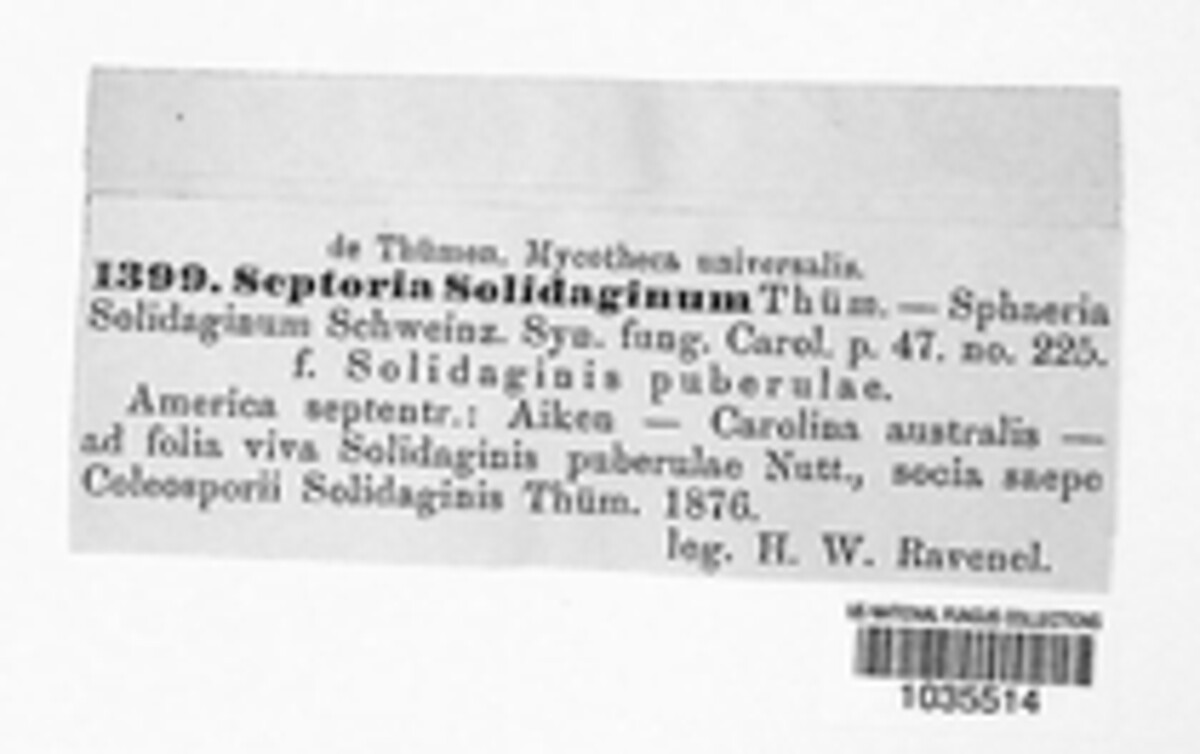 de Thümen. Mycotheca universalis.
1399. Septoria Solidaginum Thüm. — Sphaeria
Solidaginum Schweinz. Syn. fung. Carol. p. 47. no. 225.
f. Solidaginis puberulae.
America septentr.: Aiken — Carolina australis —
ad folia viva Solidaginis puberulae Nutt., socia saepe
Coleosporii Solidaginis Thüm. 1876.
leg. H. W. Ravenel.
US NATIONAL FUNGUS COLLECTIONS
1035514